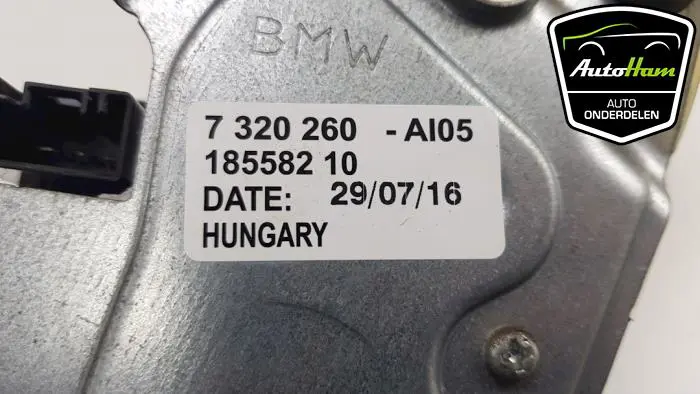 BMW
AutoHam
AUTO
ONDERDELEN
7 320 260 - AI05
185582 10
DATE: 29/07/16
HUNGARY